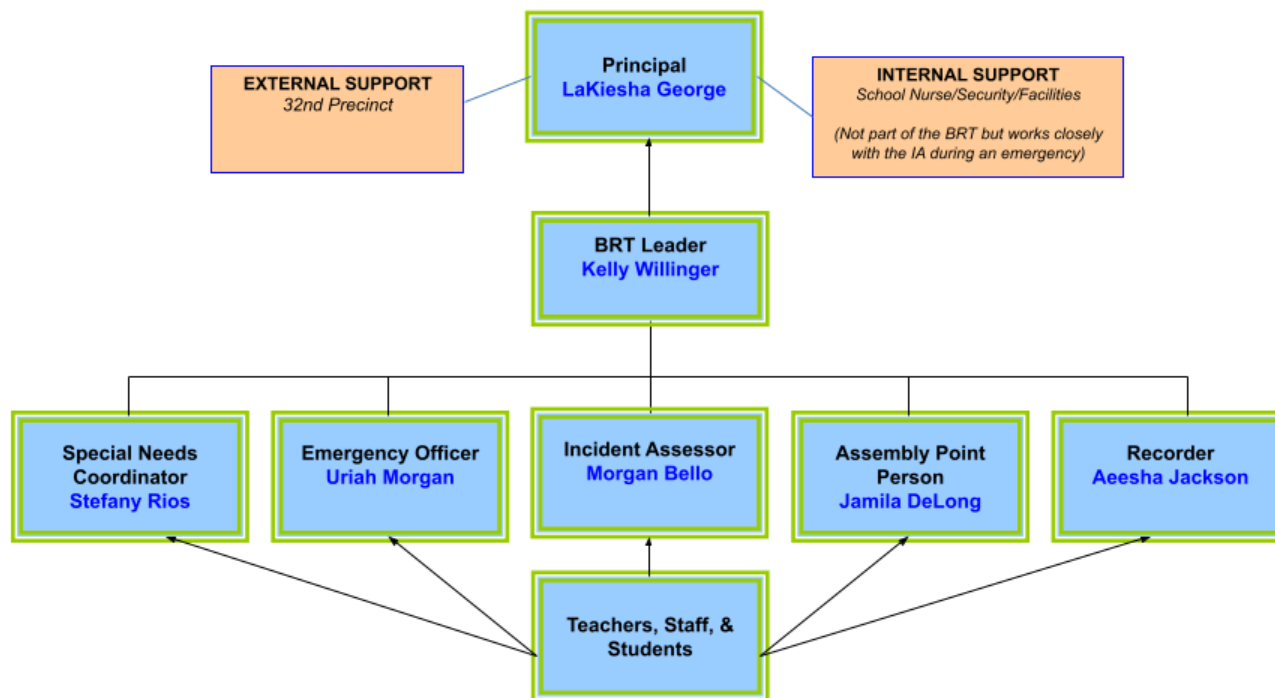 Principal
LaKiesha George
EXTERNAL SUPPORT
32nd Precinct
INTERNAL SUPPORT
School Nurse/Security/Facilities
(Not part of the BRT but works closely
with the IA during an emergency)
BRT Leader
Kelly Willinger
Special Needs
Coordinator
Stefany Rios
Emergency Officer
Uriah Morgan
Incident Assessor
Morgan Bello
Assembly Point
Person
Jamila DeLong
Recorder
Aeesha Jackson
Teachers, Staff, &
Students